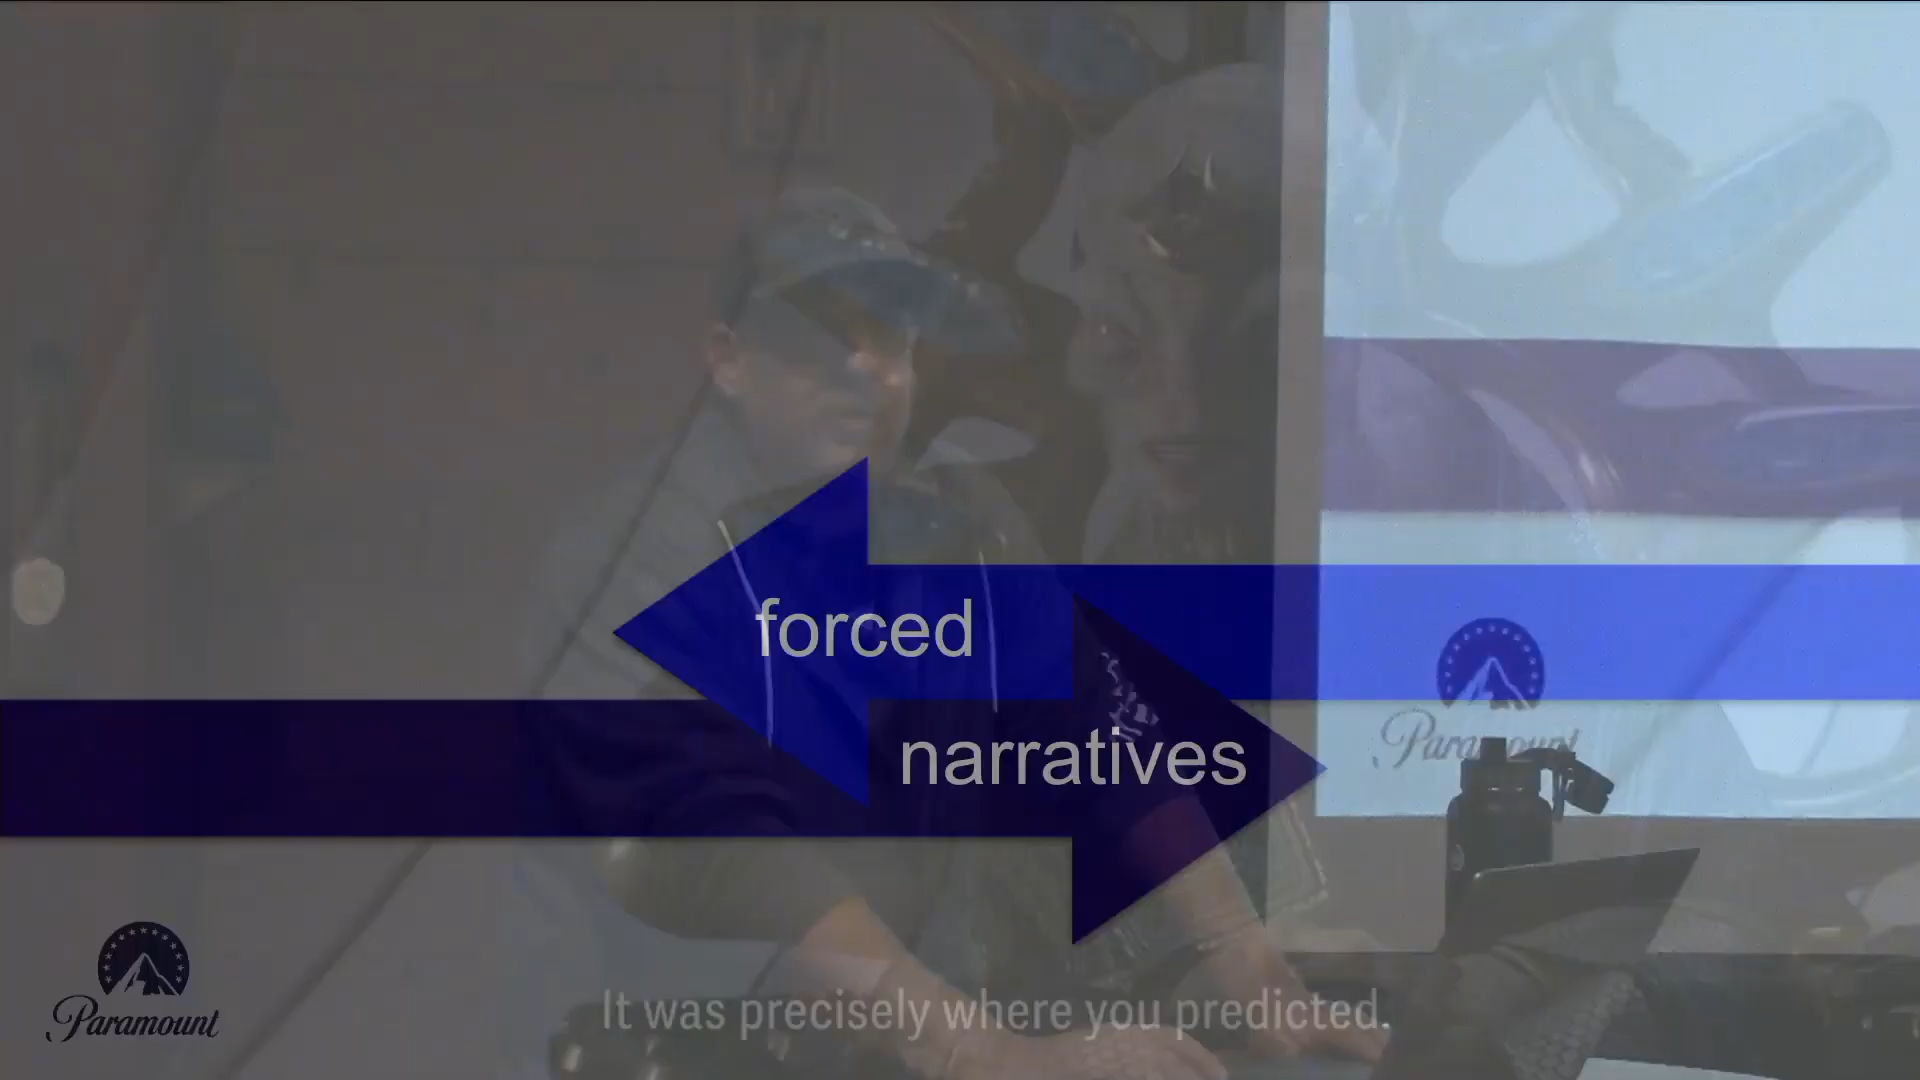 forced
narratives
Paramount
Paramount
It was precisely where you predicted.